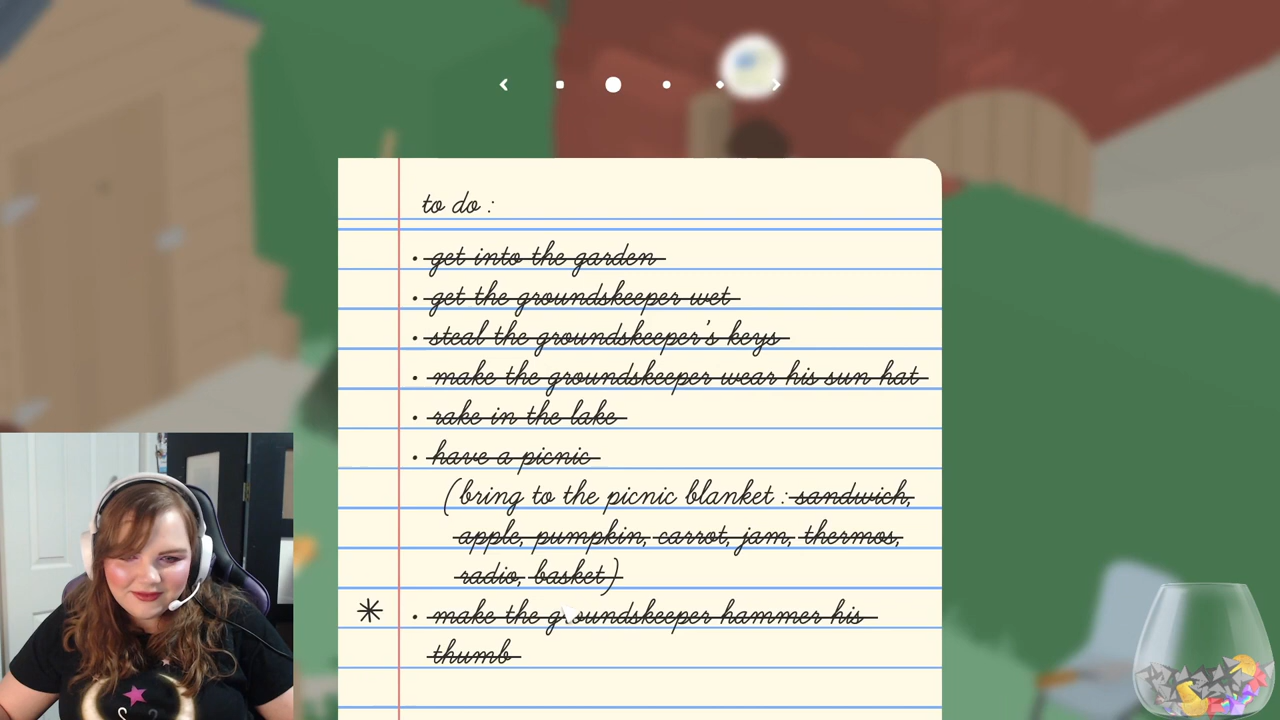 to do :
• get into the garden
• get the groundskeeper wet
• steal the groundskeeper's keys
• make the groundskeeper wear his sun hat
• rake in the lake
• have a picnic
(bring to the picnic blanket : sandwich,
apple, pumpkin, carrot, jam, thermos,
radio, basket)
• make the groundskeeper hammer his
thumb